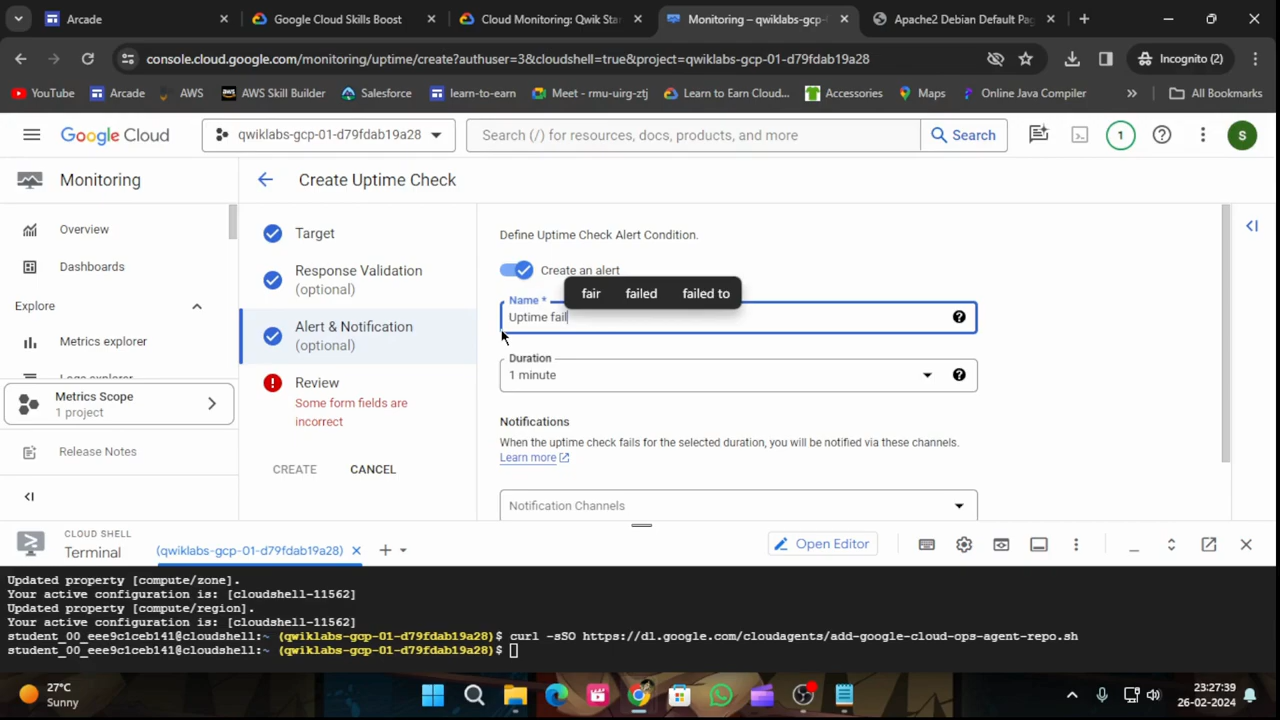 Arcade
Google Cloud Skills Boost
Cloud Monitoring: Qwik Star
Monitoring – qwiklabs-gcp-
Apache2 Debian Default Pag
console.cloud.google.com/monitoring/uptime/create?authuser=3&cloudshell=true&project=qwiklabs-gcp-01-d79fdab19a28
Incognito (2)
YouTube
Arcade
AWS
AWS Skill Builder
Salesforce
learn-to-earn
Meet - rmu-uirg-ztj
Learn to Earn Cloud...
Accessories
Maps
Online Java Compiler
All Bookmarks
Google Cloud
qwiklabs-gcp-01-d79fdab19a28
Search (/) for resources, docs, products, and more
Search
1
S
Monitoring
Create Uptime Check
Overview
Dashboards
Explore
Metrics explorer
Metrics Scope
1 project
Release Notes
Target
Response Validation
(optional)
Alert & Notification
(optional)
Review
Some form fields are
incorrect
CREATE
CANCEL
Define Uptime Check Alert Condition.
Create an alert
fair failed failed to
Name *
Uptime fail
Duration
1 minute
Notifications
When the uptime check fails for the selected duration, you will be notified via these channels.
Learn more
Notification Channels
CLOUD SHELL
Terminal
(qwiklabs-gcp-01-d79fdab19a28)
Open Editor
Updated property [compute/zone].
Your active configuration is: [cloudshell-11562]
Updated property [compute/region].
Your active configuration is: [cloudshell-11562]
student_00_eee9c1ceb141@cloudshell:~ (qwiklabs-gcp-01-d79fdab19a28)$ curl -sSO https://dl.google.com/cloudagents/add-google-cloud-ops-agent-repo.sh
student_00_eee9c1ceb141@cloudshell:~ (qwiklabs-gcp-01-d79fdab19a28)$
27°C
Sunny
23:27:39
26-02-2024